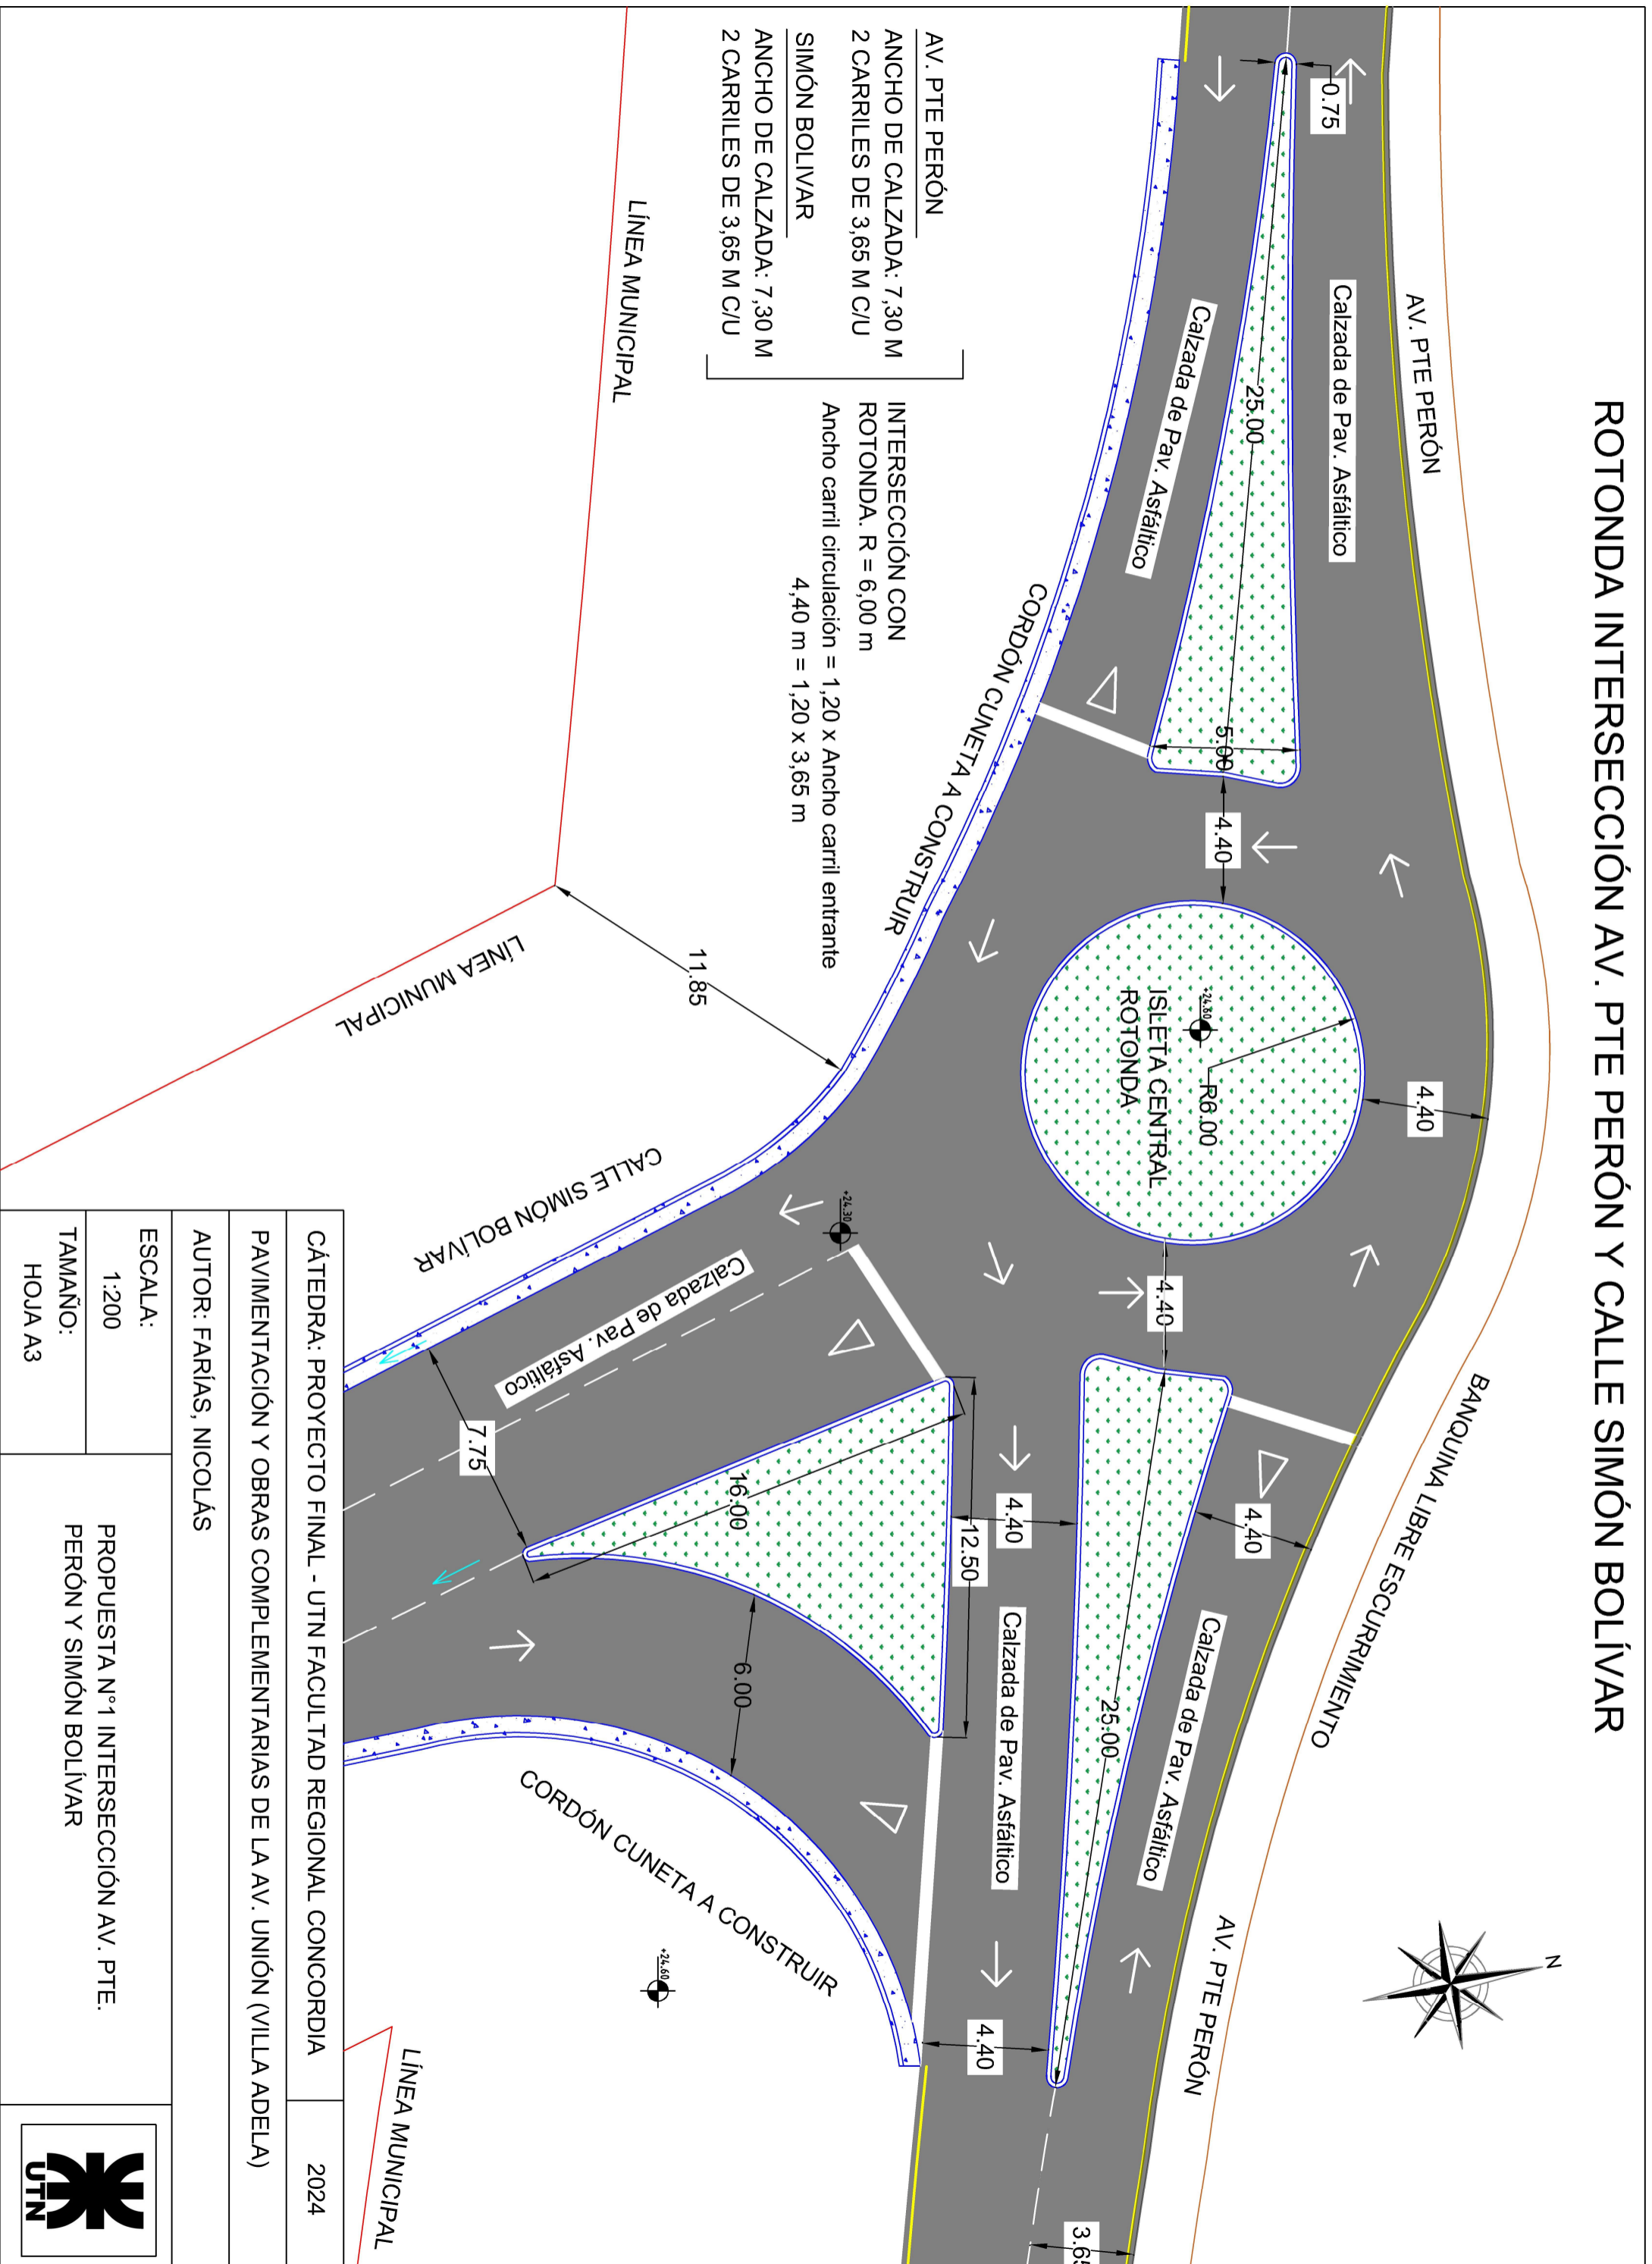 ROTONDA INTERSECCIÓN AV. PTE PERÓN Y CALLE SIMÓN BOLÍVAR
AV. PTE PERÓN
BANQUINA LIBRE ESCURRIMIENTO
AV. PTE PERÓN
N
0.75
Calzada de Pav. Asfáltico
25.00
Calzada de Pav. Asfáltico
5.00
4.40
4.40
R6.00
+24.60
ISLETA CENTRAL
ROTONDA
4.40
4.40
Calzada de Pav. Asfáltico
25.00
4.40
12.50
Calzada de Pav. Asfáltico
4.40
3.65
AV. PTE PERÓN
ANCHO DE CALZADA: 7,30 M
2 CARRILES DE 3,65 M C/U
SIMÓN BOLIVAR
ANCHO DE CALZADA: 7,30 M
2 CARRILES DE 3,65 M C/U
INTERSECCIÓN CON
ROTONDA. R = 6,00 m
Ancho carril circulación = 1,20 x Ancho carril entrante
4,40 m = 1,20 x 3,65 m
CORDÓN CUNETA A CONSTRUIR
LÍNEA MUNICIPAL
11.85
LÍNEA MUNICIPAL
CALLE SIMÓN BOLÍVAR
+24.30
Calzada de Pav. Asfáltico
7.75
16.00
6.00
CORDÓN CUNETA A CONSTRUIR
+24.60
LÍNEA MUNICIPAL
CÁTEDRA: PROYECTO FINAL - UTN FACULTAD REGIONAL CONCORDIA
2024
PAVIMENTACIÓN Y OBRAS COMPLEMENTARIAS DE LA AV. UNIÓN (VILLA ADELA)
AUTOR: FARÍAS, NICOLÁS
ESCALA:
1:200
TAMAÑO:
HOJA A3
PROPUESTA N°1 INTERSECCIÓN AV. PTE.
PERÓN Y SIMÓN BOLÍVAR
UTN